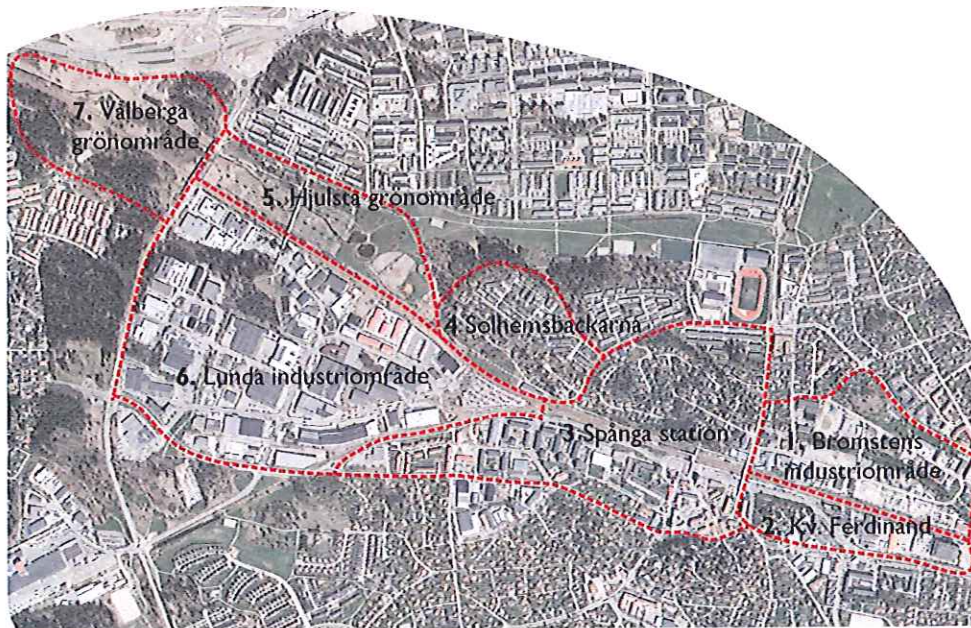 7. Vålberga
grönområde
5. Hjulsta grönområde
4. Solhemsbackarna
6. Lunda industriområde
3. Spånga station
1. Bromstens
industriområde
2. Kv. Ferdinand